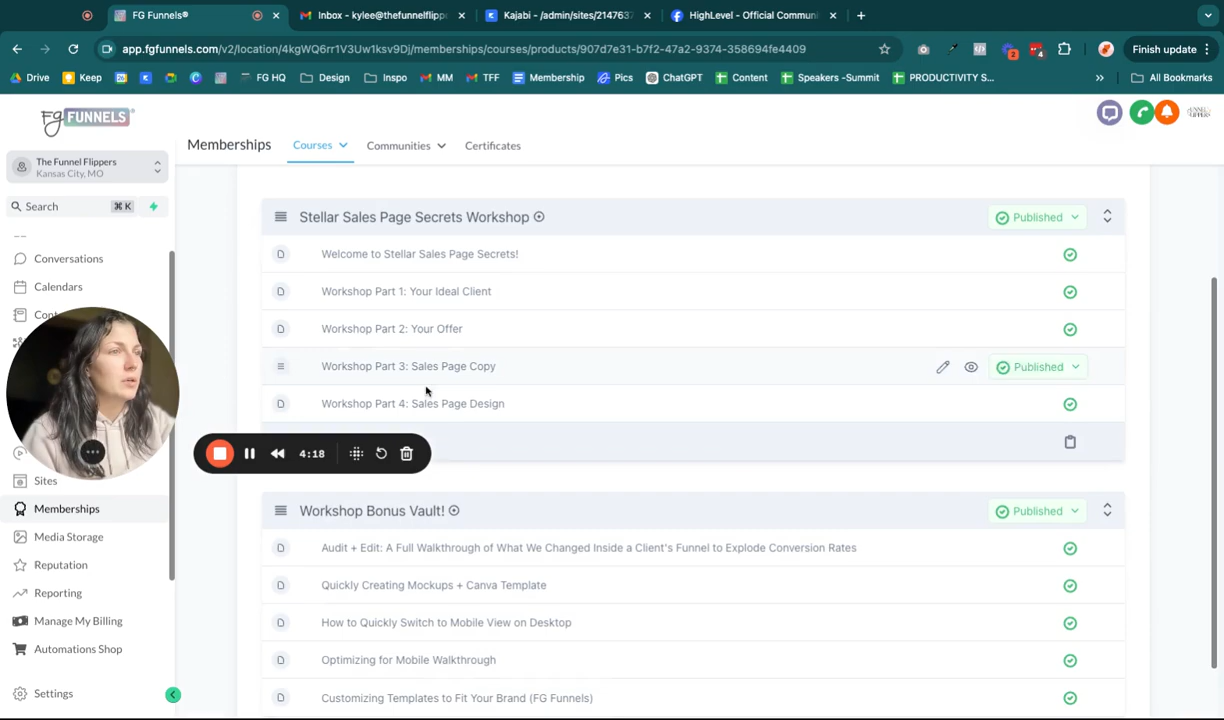 FG Funnels®
Inbox - kylee@thefunnelflipp
Kajabi - /admin/sites/2147637
HighLevel - Official Commun
app.fgfunnels.com/v2/location/4kgWQ6rr1V3Uw1ksv9Dj/memberships/courses/products/907d7e31-b7f2-47a2-9374-358694fe4409
2
4
Finish update
Drive
Keep
26
FG HQ
Design
Inspo
MM
TFF
Membership
Pics
ChatGPT
Content
Speakers -Summit
PRODUCTIVITY S...
All Bookmarks
FG FUNNELS
The Funnel Flippers
Kansas City, MO
Search
⌘ K
Conversations
Calendars
Sites
Memberships
Media Storage
Reputation
Reporting
Manage My Billing
Automations Shop
Settings
Memberships
Courses
Communities
Certificates
Stellar Sales Page Secrets Workshop
Published
Welcome to Stellar Sales Page Secrets!
Workshop Part 1: Your Ideal Client
Workshop Part 2: Your Offer
Workshop Part 3: Sales Page Copy
Published
Workshop Part 4: Sales Page Design
4:18
Workshop Bonus Vault!
Published
Audit + Edit: A Full Walkthrough of What We Changed Inside a Client's Funnel to Explode Conversion Rates
Quickly Creating Mockups + Canva Template
How to Quickly Switch to Mobile View on Desktop
Optimizing for Mobile Walkthrough
Customizing Templates to Fit Your Brand (FG Funnels)